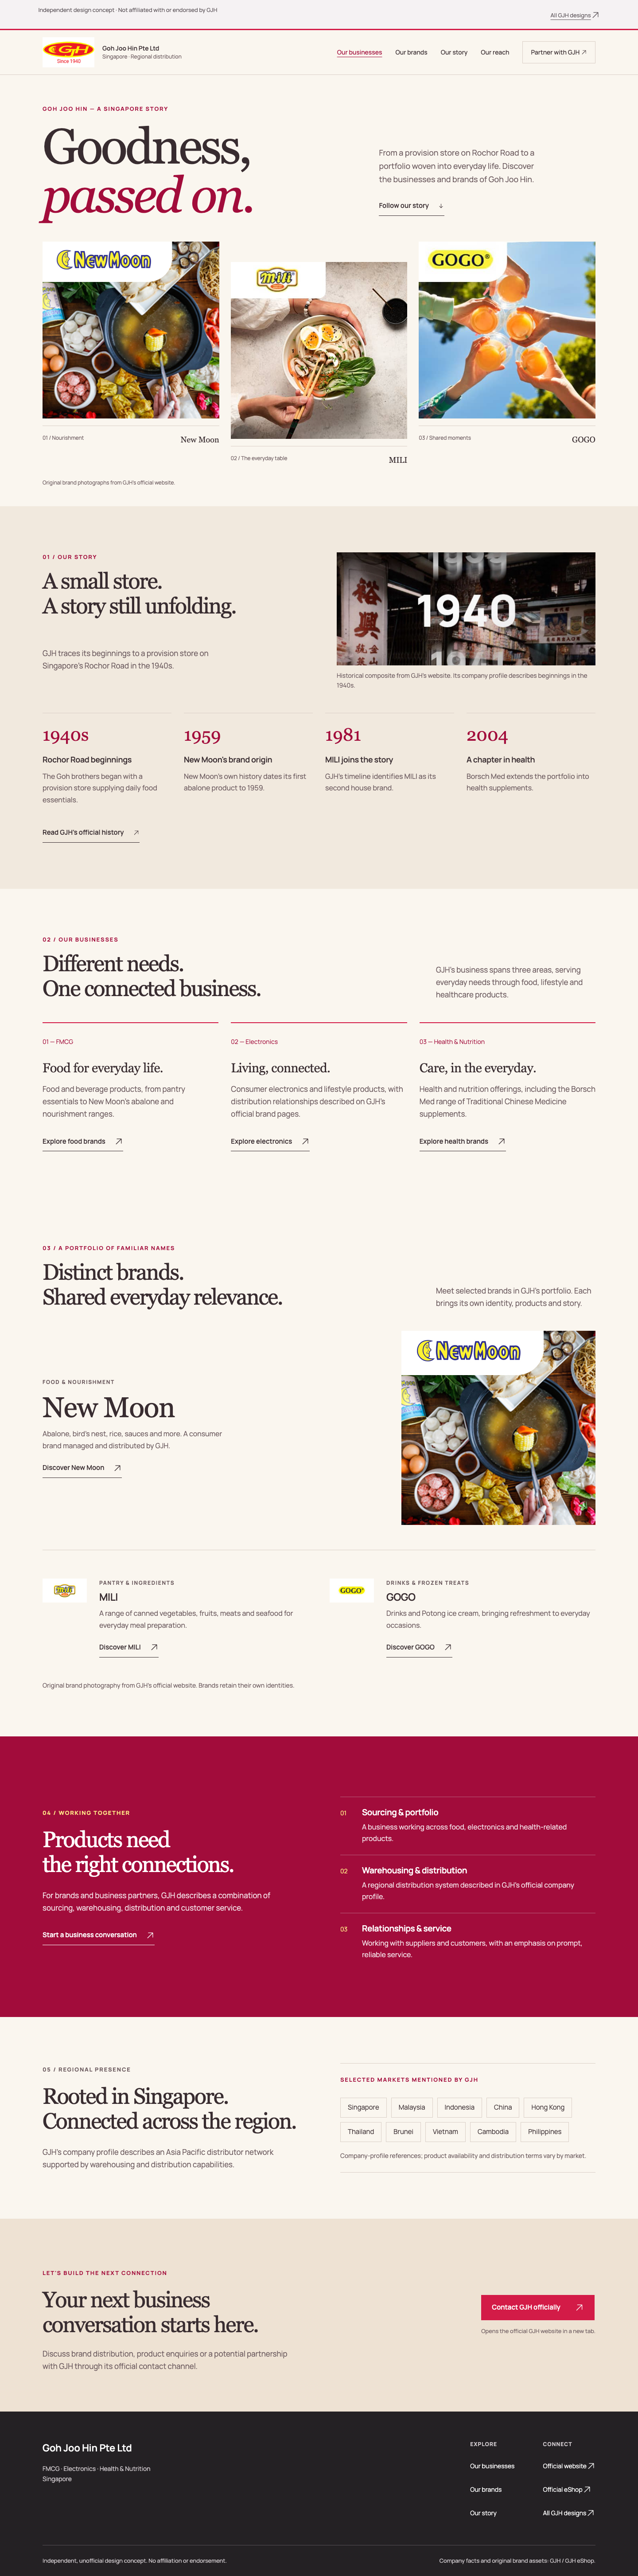 Independent design concept · Not affiliated with or endorsed by GJH
All GJH designs
GJH
Since 1940
Goh Joo Hin Pte Ltd
Singapore · Regional distribution
Our businesses
Our brands
Our story
Our reach
Partner with GJH
GOH JOO HIN — A SINGAPORE STORY
Goodness,
passed on.
From a provision store on Rochor Road to a
portfolio woven into everyday life. Discover
the businesses and brands of Goh Joo Hin.
Follow our story
New Moon
mili
GOGO®
01 / Nourishment
New Moon
02 / The everyday table
MILI
03 / Shared moments
GOGO
Original brand photographs from GJH's official website.
01 / OUR STORY
A small store.
A story still unfolding.
GJH traces its beginnings to a provision store on
Singapore's Rochor Road in the 1940s.
1940
裕興
Historical composite from GJH's website. Its company profile describes beginnings in the
1940s.
1940s
Rochor Road beginnings
The Goh brothers began with a
provision store supplying daily food
essentials.
1959
New Moon's brand origin
New Moon's own history dates its first
abalone product to 1959.
1981
MILI joins the story
GJH's timeline identifies MILI as its
second house brand.
2004
A chapter in health
Borsch Med extends the portfolio into
health supplements.
Read GJH's official history
02 / OUR BUSINESSES
Different needs.
One connected business.
GJH's business spans three areas, serving
everyday needs through food, lifestyle and
healthcare products.
01 — FMCG
Food for everyday life.
Food and beverage products, from pantry
essentials to New Moon's abalone and
nourishment ranges.
Explore food brands
02 — Electronics
Living, connected.
Consumer electronics and lifestyle products, with
distribution relationships described on GJH's
official brand pages.
Explore electronics
03 — Health & Nutrition
Care, in the everyday.
Health and nutrition offerings, including the Borsch
Med range of Traditional Chinese Medicine
supplements.
Explore health brands
03 / A PORTFOLIO OF FAMILIAR NAMES
Distinct brands.
Shared everyday relevance.
Meet selected brands in GJH's portfolio. Each
brings its own identity, products and story.
FOOD & NOURISHMENT
New Moon
Abalone, bird's nest, rice, sauces and more. A consumer
brand managed and distributed by GJH.
Discover New Moon
New Moon
mili
PANTRY & INGREDIENTS
MILI
A range of canned vegetables, fruits, meats and seafood for
everyday meal preparation.
Discover MILI
GOGO
DRINKS & FROZEN TREATS
GOGO
Drinks and Potong ice cream, bringing refreshment to everyday
occasions.
Discover GOGO
Original brand photography from GJH's official website. Brands retain their own identities.
04 / WORKING TOGETHER
Products need
the right connections.
For brands and business partners, GJH describes a combination of
sourcing, warehousing, distribution and customer service.
Start a business conversation
01
Sourcing & portfolio
A business working across food, electronics and health-related
products.
02
Warehousing & distribution
A regional distribution system described in GJH's official company
profile.
03
Relationships & service
Working with suppliers and customers, with an emphasis on prompt,
reliable service.
05 / REGIONAL PRESENCE
Rooted in Singapore.
Connected across the region.
GJH's company profile describes an Asia Pacific distributor network
supported by warehousing and distribution capabilities.
SELECTED MARKETS MENTIONED BY GJH
Singapore
Malaysia
Indonesia
China
Hong Kong
Thailand
Brunei
Vietnam
Cambodia
Philippines
Company-profile references; product availability and distribution terms vary by market.
LET'S BUILD THE NEXT CONNECTION
Your next business
conversation starts here.
Discuss brand distribution, product enquiries or a potential partnership
with GJH through its official contact channel.
Contact GJH officially
Opens the official GJH website in a new tab.
Goh Joo Hin Pte Ltd
FMCG · Electronics · Health & Nutrition
Singapore
EXPLORE
Our businesses
Our brands
Our story
CONNECT
Official website
Official eShop
All GJH designs
Independent, unofficial design concept. No affiliation or endorsement.
Company facts and original brand assets: GJH / GJH eShop.